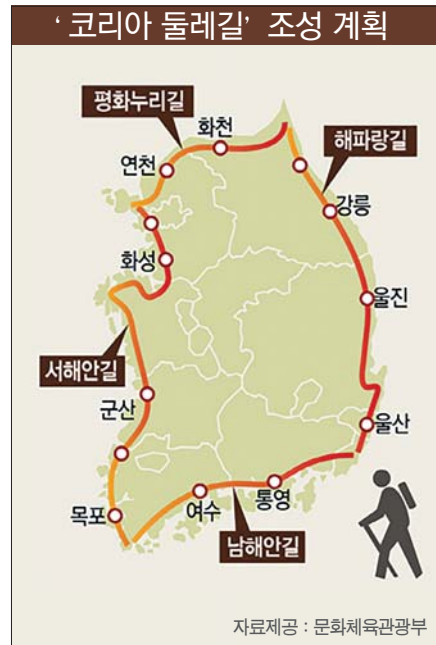 ‘ 코리아 둘레길’ 조성 계획
평화누리길
화천
해파랑길
연천
강릉
화성
울진
서해안길
군산
울산
목포
여수
통영
남해안길
자료제공 : 문화체육관광부